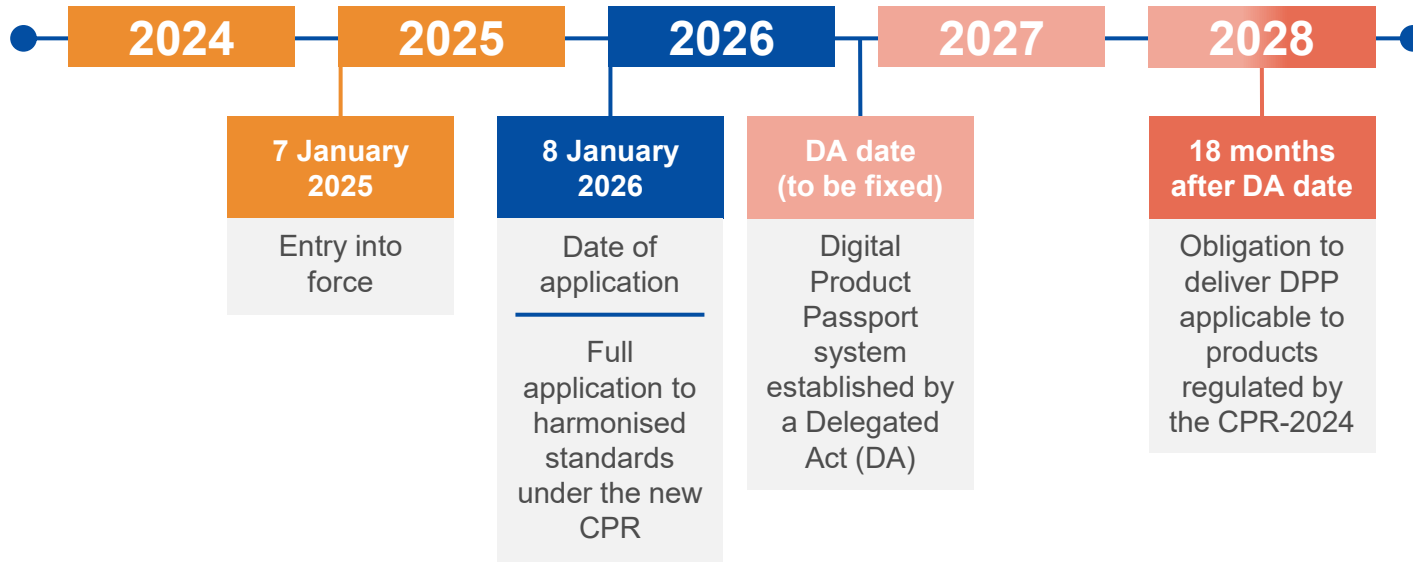 2024
2025
2026
2027
2028
7 January
2025
Entry into
force
8 January
2026
Date of
application
Full
application to
harmonised
standards
under the new
CPR
DA date
(to be fixed)
Digital
Product
Passport
system
established by
a Delegated
Act (DA)
18 months
after DA date
Obligation to
deliver DPP
applicable to
products
regulated by
the CPR-2024